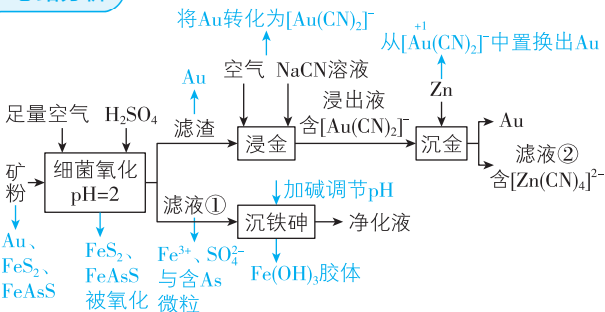 将Au转化为[Au(CN)₂]⁻
从[Au(CN)₂]⁻中置换出Au
+1
Au
空气 NaCN溶液
Zn
足量空气 H₂SO₄
滤渣
浸金
浸出液
含[Au(CN)₂]⁻
沉金
Au
滤液②
含[Zn(CN)₄]²⁻
矿
粉
细菌氧化
pH=2
滤液①
加碱调节pH
沉铁砷
净化液
Au、
FeS₂、
FeAsS
FeS₂、
FeAsS
被氧化
Fe³⁺、SO₄²⁻
与含As
微粒
Fe(OH)₃胶体